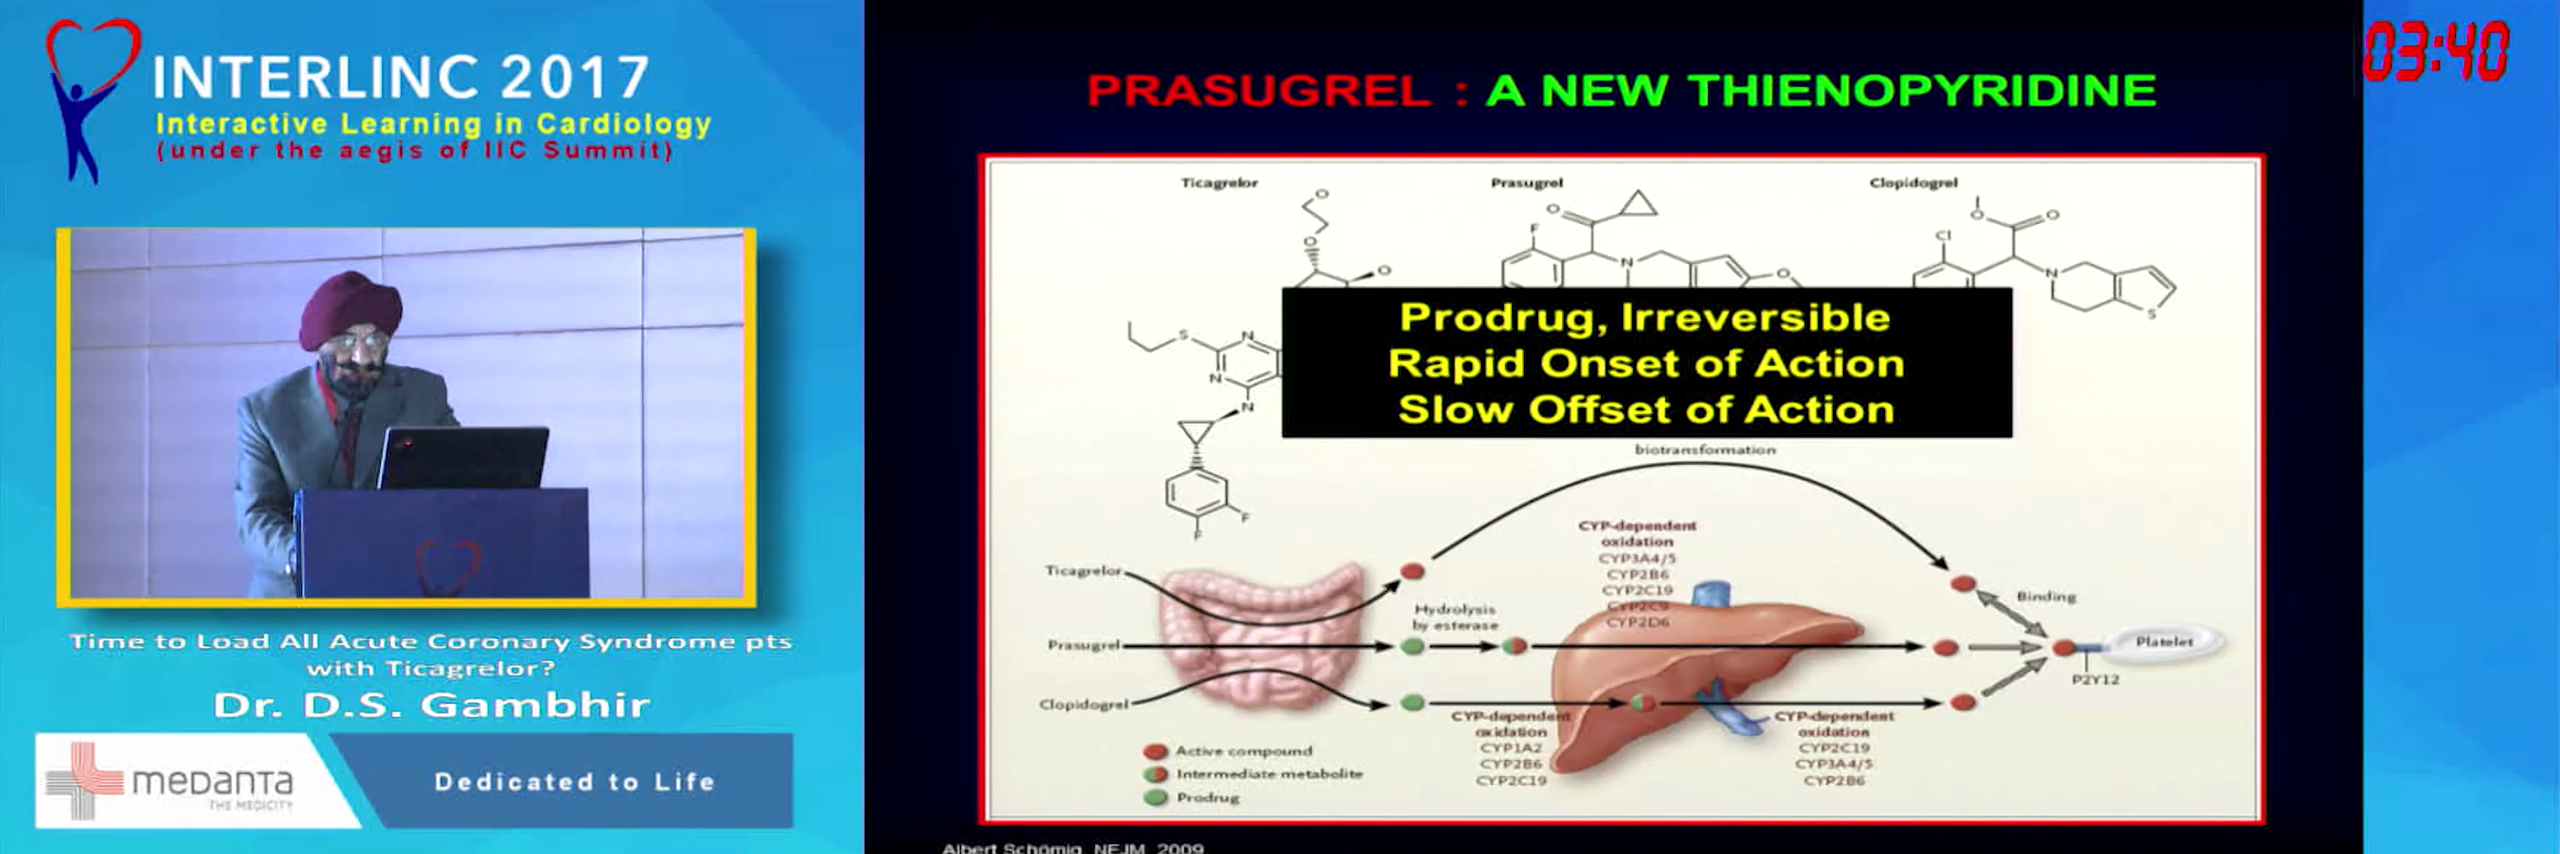 INTERLINC 2017
Interactive Learning in Cardiology
(under the aegis of IIC Summit)
Time to Load All Acute Coronary Syndrome pts
with Ticagrelor?
Dr. D.S. Gambhir
medanta
THE MEDICITY
Dedicated to Life
03:40
PRASUGREL : A NEW THIENOPYRIDINE
Ticagrelor
Prasugrel
Clopidogrel
O
O
O
S
N
N
N
F
F
O
F
N
O
O
O
Cl
N
S
Prodrug, Irreversible
Rapid Onset of Action
Slow Offset of Action
biotransformation
CYP-dependent
oxidation
CYP3A4/5
CYP2B6
CYP2C19
CYP2C9
CYP2D6
Ticagrelor
Hydrolysis
by esterase
Prasugrel
Clopidogrel
Binding
Platelet
P2Y12
CYP-dependent
oxidation
CYP1A2
CYP2B6
CYP2C19
CYP-dependent
oxidation
CYP2C19
CYP3A4/5
CYP2B6
Active compound
Intermediate metabolite
Prodrug
Albert Schömig, NEJM, 2009